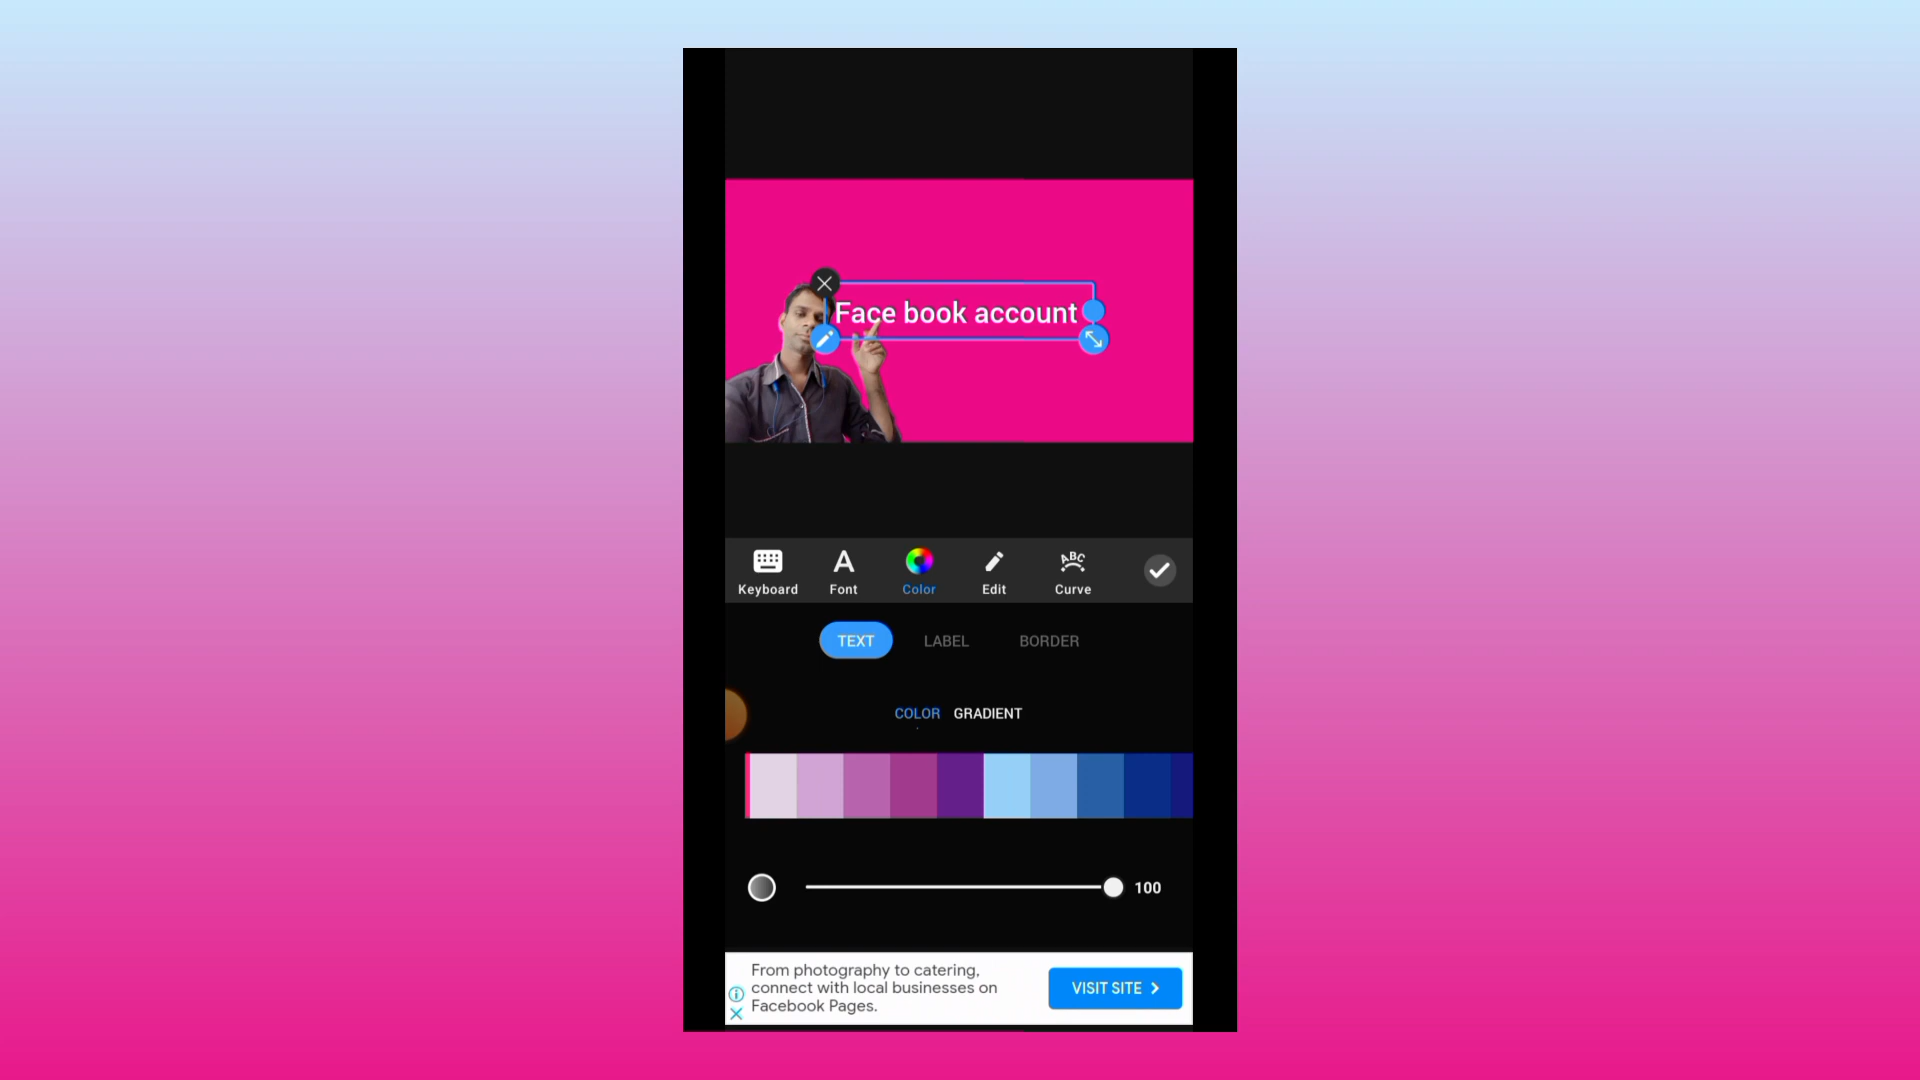 Face book account
Keyboard
Font
Color
Edit
ABC
Curve
TEXT
LABEL
BORDER
COLOR
GRADIENT
100
From photography to catering,
connect with local businesses on
Facebook Pages.
VISIT SITE